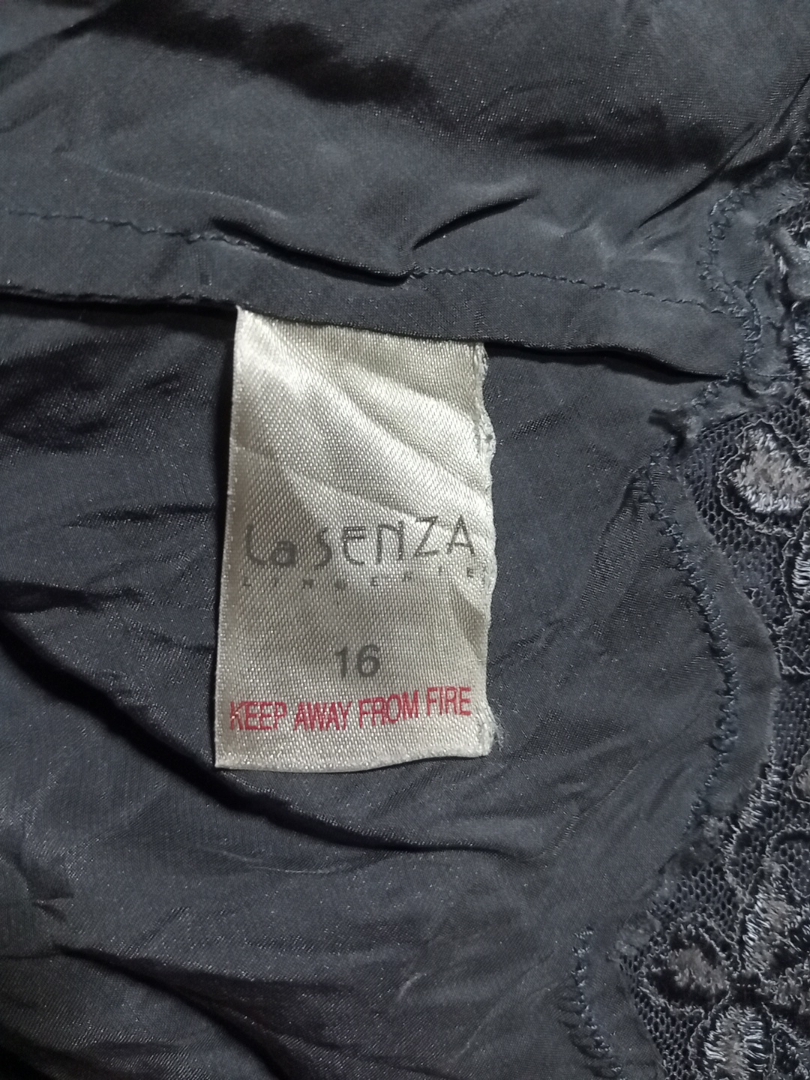 La SENZA
LINGERIE
16
KEEP AWAY FROM FIRE